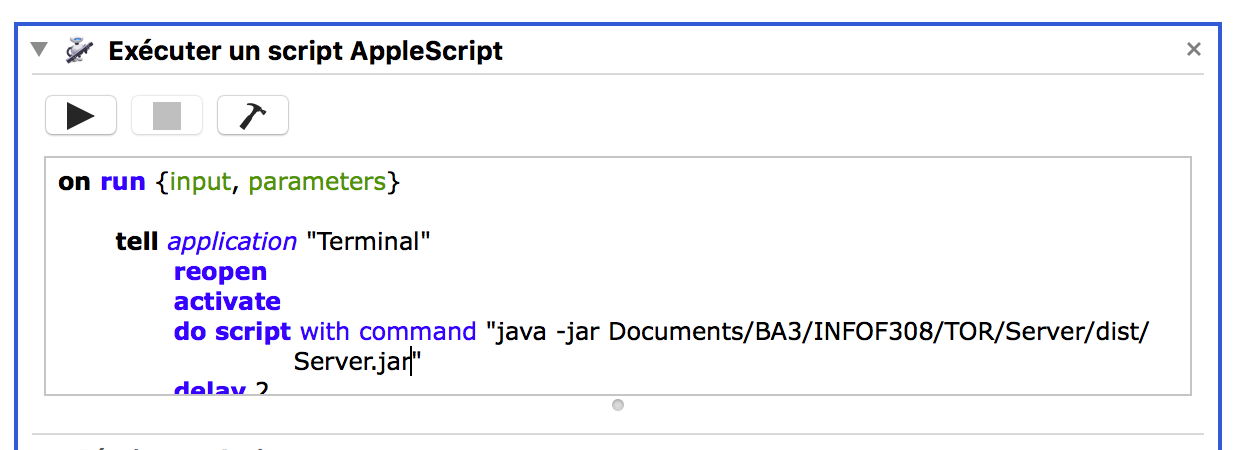 Exécuter un script AppleScript
on run {input, parameters}
tell application "Terminal"
reopen
activate
do script with command "java -jar Documents/BA3/INFOF308/TOR/Server/dist/
Server.jar"
delay 2